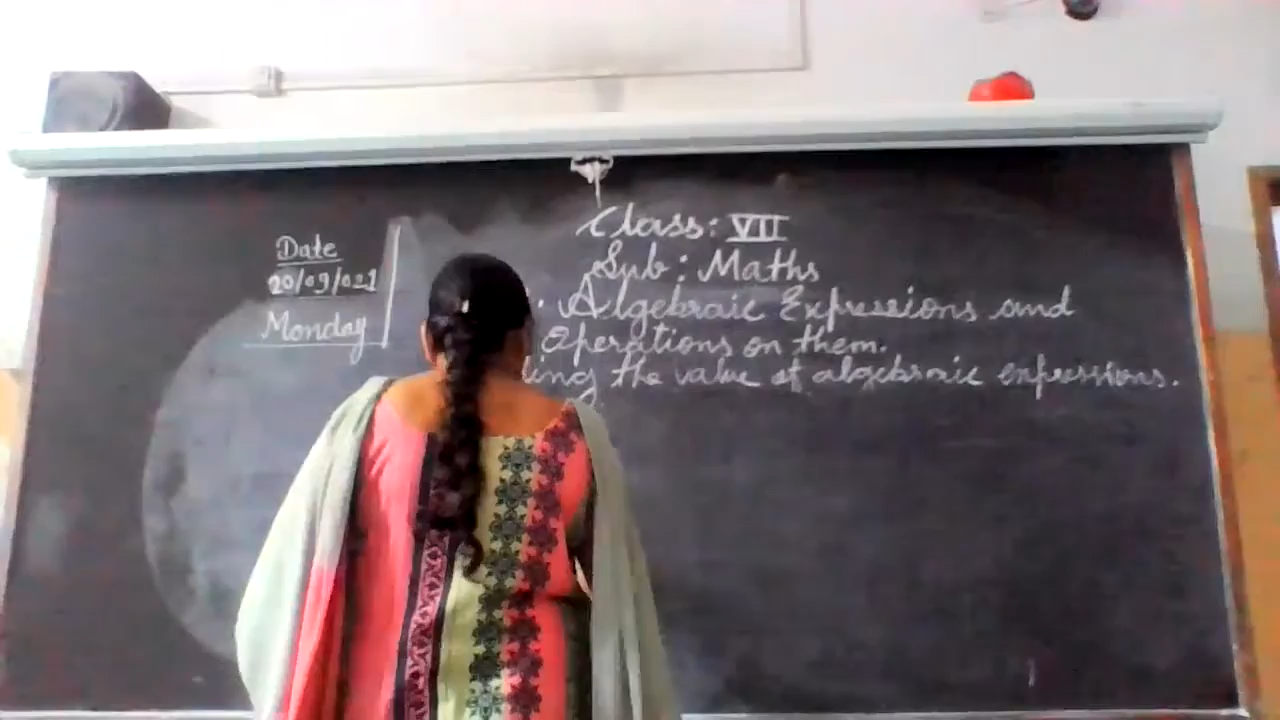 Date
20/09/021
Monday
Class: VII
Sub: Maths
Algebraic Expressions and
Operations on them.
ing the value of algebraic expressions.